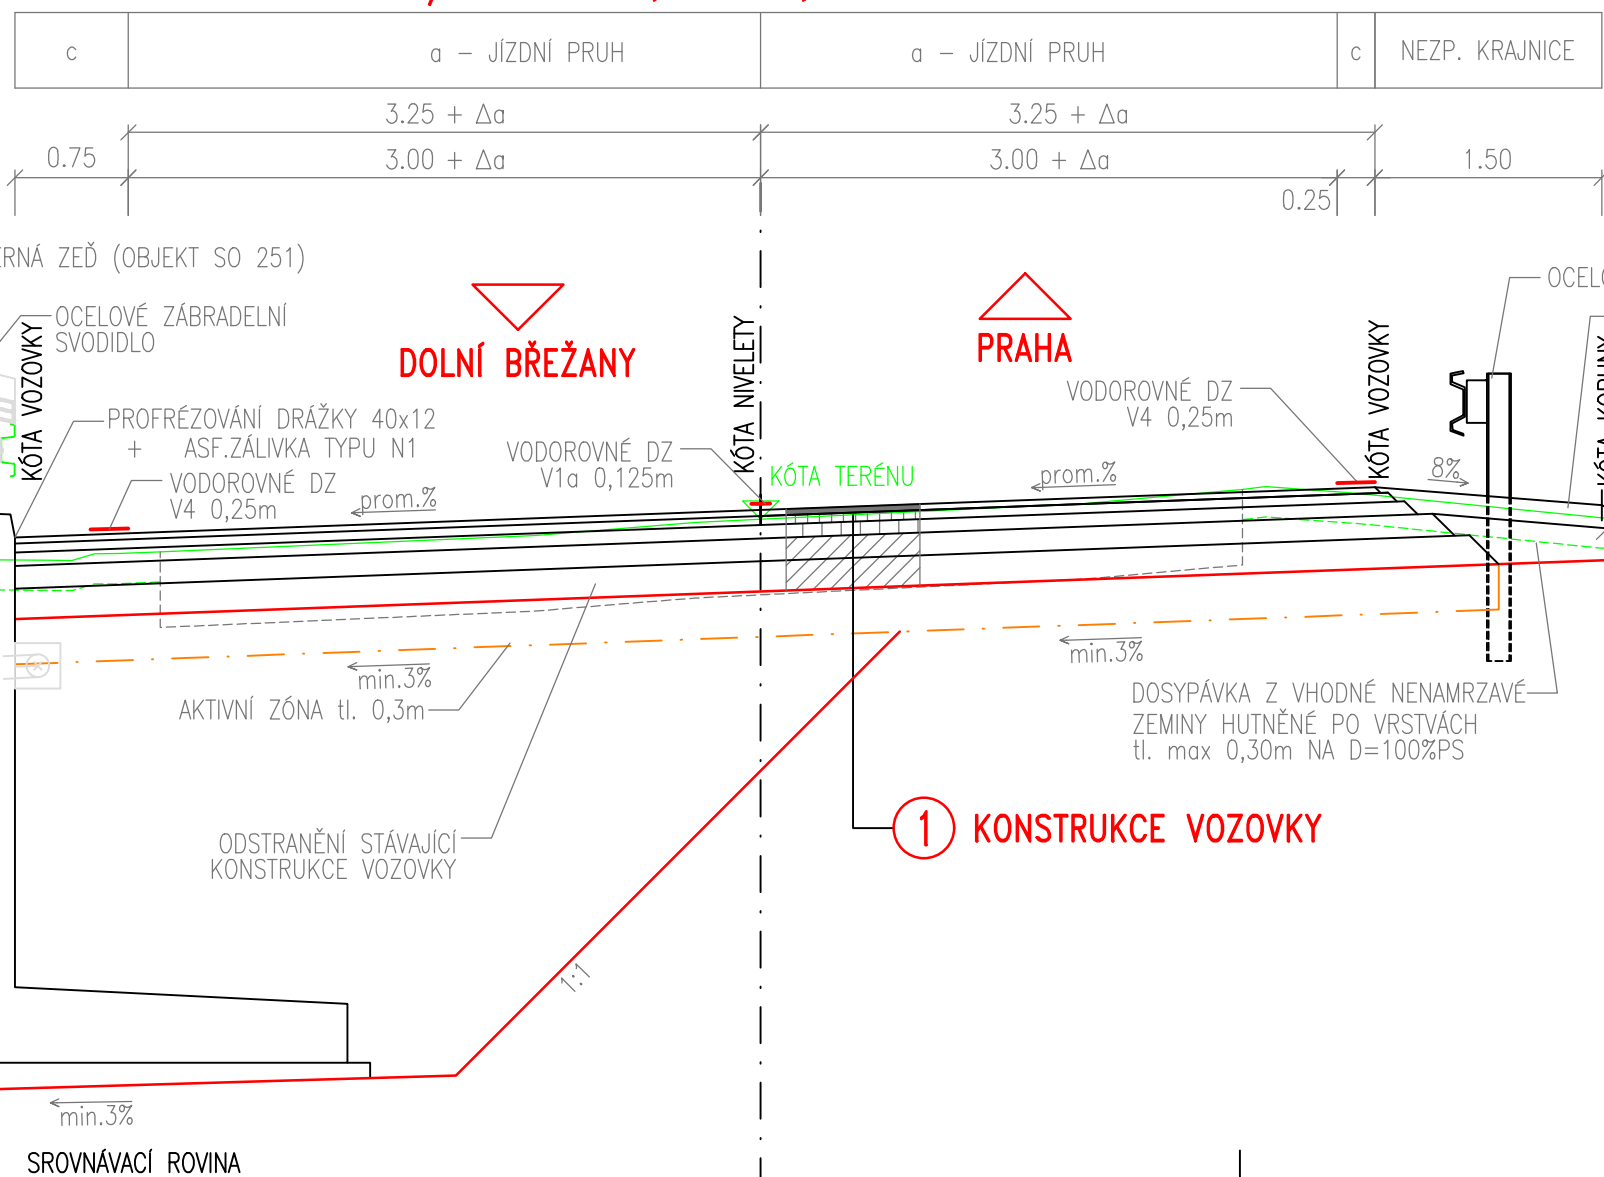 c
a – JÍZDNÍ PRUH
a – JÍZDNÍ PRUH
c
NEZP. KRAJNICE
3.25 + Δa
3.25 + Δa
0.75
3.00 + Δa
3.00 + Δa
1.50
0.25
ZEĎ (OBJEKT SO 251)
OCELOVÉ ZÁBRADELNÍ
SVODIDLO
KÓTA VOZOVKY
DOLNÍ BŘEŽANY
KÓTA NIVELETY
PRAHA
KÓTA VOZOVKY
VODOROVNÉ DZ
V4 0,25m
PROFRÉZOVÁNÍ DRÁŽKY 40x12
+ ASF.ZÁLIVKA TYPU N1
VODOROVNÉ DZ
V4 0,25m
prom.%
VODOROVNÉ DZ
V1a 0,125m
KÓTA TERÉNU
prom.%
8%
KÓTA KORUNY
min.3%
min.3%
AKTIVNÍ ZÓNA tl. 0,3m
DOSYPÁVKA Z VHODNÉ NENAMRZAVÉ
ZEMINY HUTNĚNÉ PO VRSTVÁCH
tl. max 0,30m NA D=100%PS
ODSTRANĚNÍ STÁVAJÍCÍ
KONSTRUKCE VOZOVKY
1 KONSTRUKCE VOZOVKY
1:1
min.3%
SROVNÁVACÍ ROVINA